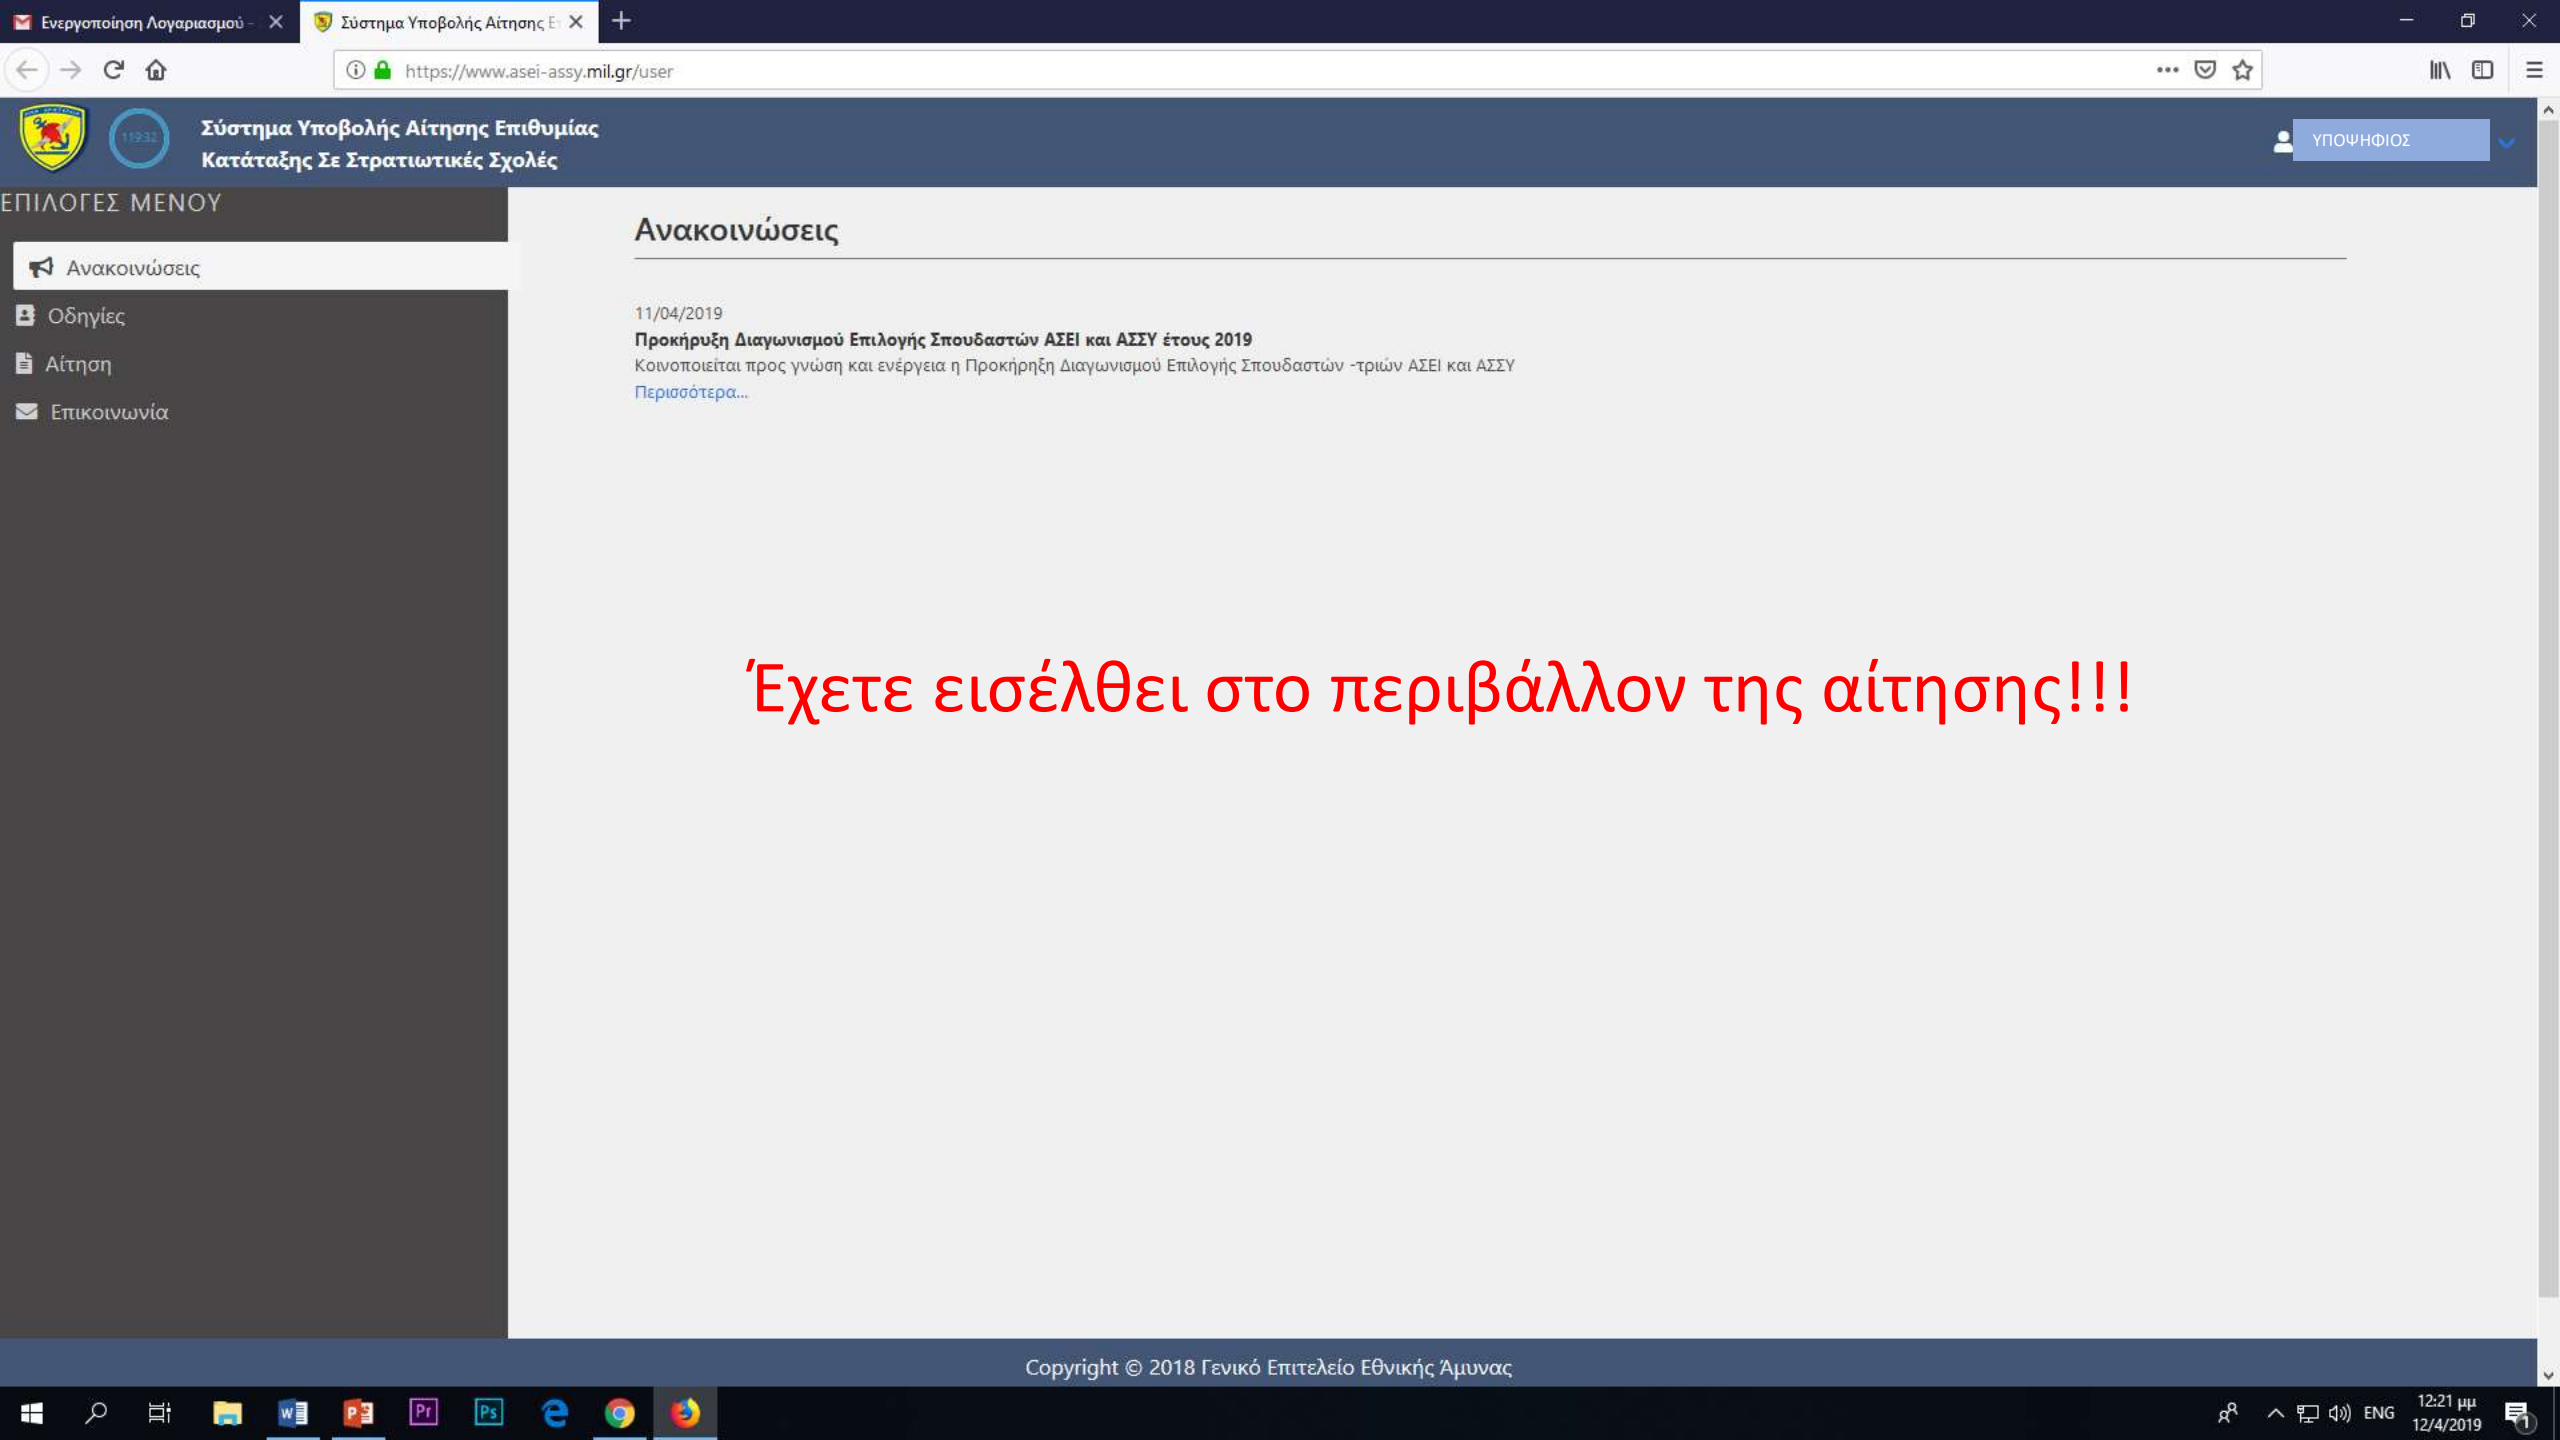 Ενεργοποίηση Λογαριασμού -
Σύστημα Υποβολής Αίτησης Ε
https://www.asei-assy.mil.gr/user
119:32
Σύστημα Υποβολής Αίτησης Επιθυμίας
Κατάταξης Σε Στρατιωτικές Σχολές
ΥΠΟΨΗΦΙΟΣ
ΕΠΙΛΟΓΕΣ ΜΕΝΟΥ
Ανακοινώσεις
Οδηγίες
Αίτηση
Επικοινωνία
Ανακοινώσεις
11/04/2019
Προκήρυξη Διαγωνισμού Επιλογής Σπουδαστών ΑΣΕΙ και ΑΣΣΥ έτους 2019
Κοινοποιείται προς γνώση και ενέργεια η Προκήρηξη Διαγωνισμού Επιλογής Σπουδαστών -τριών ΑΣΕΙ και ΑΣΣΥ
Περισσότερα...
Έχετε εισέλθει στο περιβάλλον της αίτησης!!!
Copyright © 2018 Γενικό Επιτελείο Εθνικής Άμυνας
ENG
12:21 μμ
12/4/2019
1